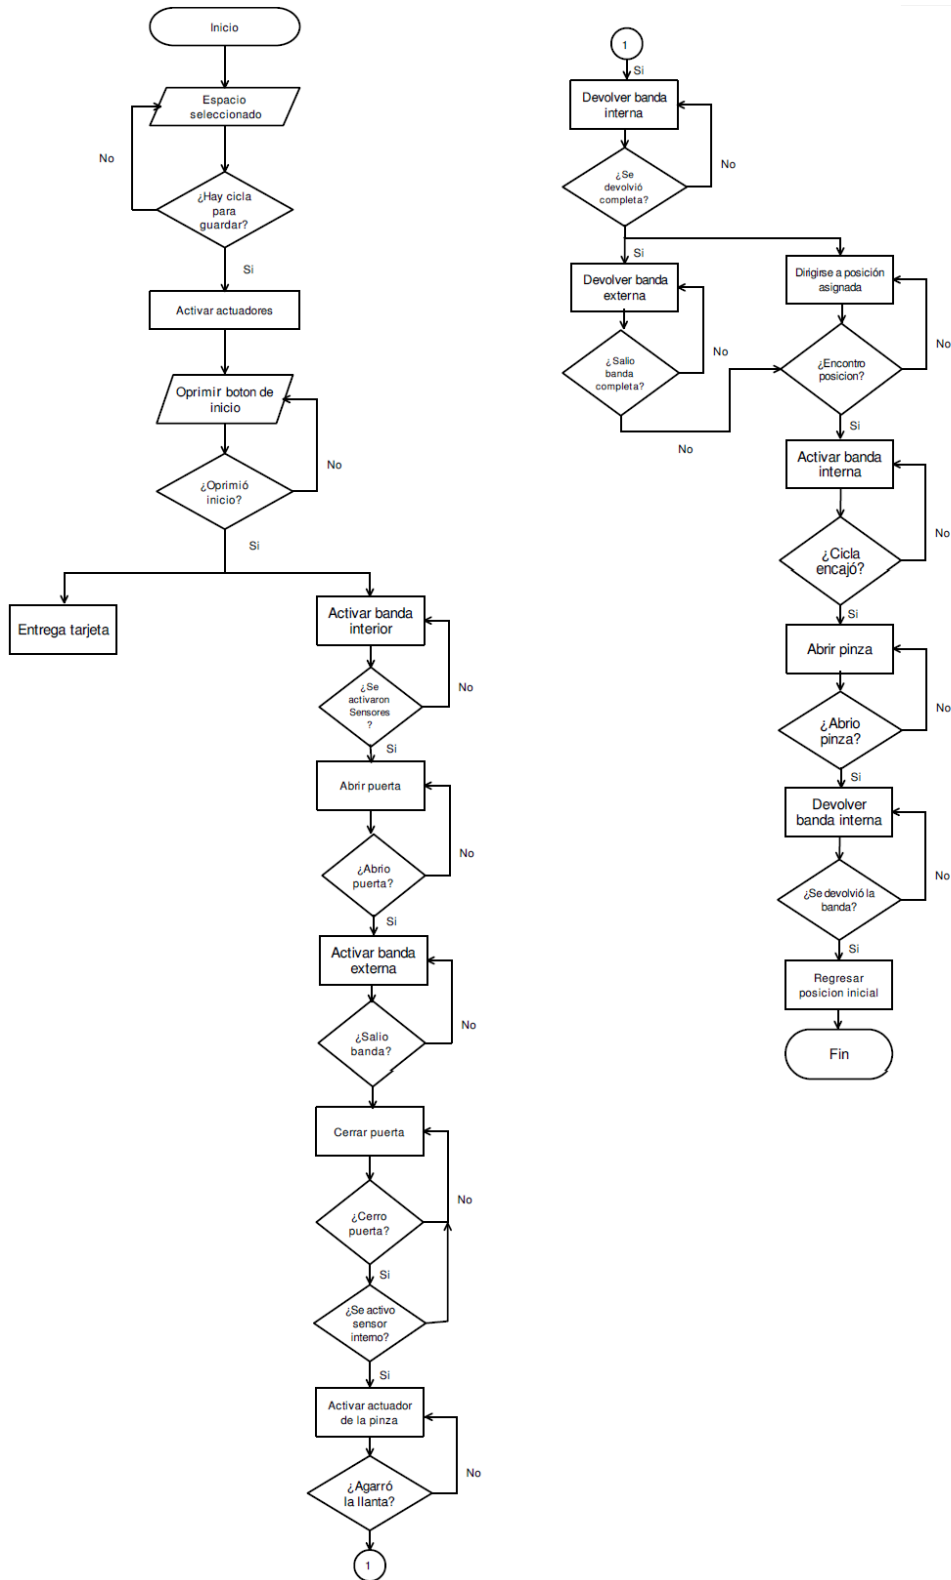 Inicio
Espacio
seleccionado
No
¿Hay cicla
para
guardar?
Si
Activar actuadores
Oprimir boton de
inicio
No
¿Oprimió
inicio?
Si
Entrega tarjeta
Activar banda
interior
No
¿Se
activaron
Sensores
?
Si
Abrir puerta
No
¿Abrio
puerta?
Si
Activar banda
externa
No
¿Salio
banda?
Cerrar puerta
No
¿Cerro
puerta?
Si
¿Se activo
sensor
interno?
Si
Activar actuador
de la pinza
No
¿Agarró
la llanta?
1
1
Si
Devolver banda
interna
No
¿Se
devolvió
completa?
Si
Devolver banda
externa
No
¿Salio
banda
completa?
No
Dirigirse a posición
asignada
No
¿Encontro
posicion?
Si
Activar banda
interna
No
¿Cicla
encajó?
Si
Abrir pinza
No
¿Abrio
pinza?
Si
Devolver
banda interna
No
¿Se devolvió la
banda?
Si
Regresar
posicion inicial
Fin